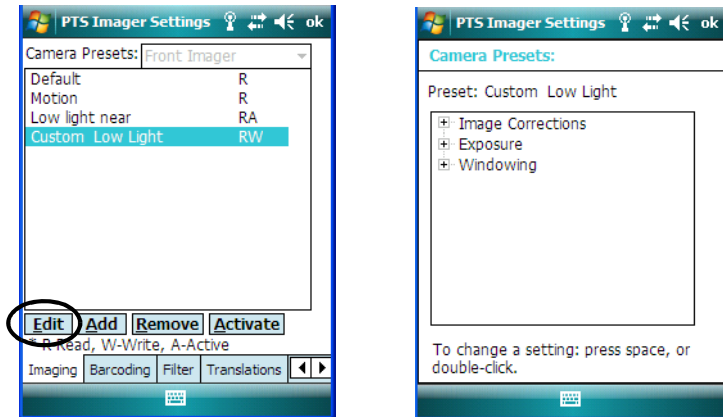 PTS Imager Settings ok
Camera Presets: Front Imager
Default R
Motion R
Low light near RA
Custom Low Light RW
Edit Add Remove Activate
* R-Read, W-Write, A-Active
Imaging Barcoding Filter Translations
PTS Imager Settings ok
Camera Presets:
Preset: Custom Low Light
Image Corrections
Exposure
Windowing
To change a setting: press space, or
double-click.